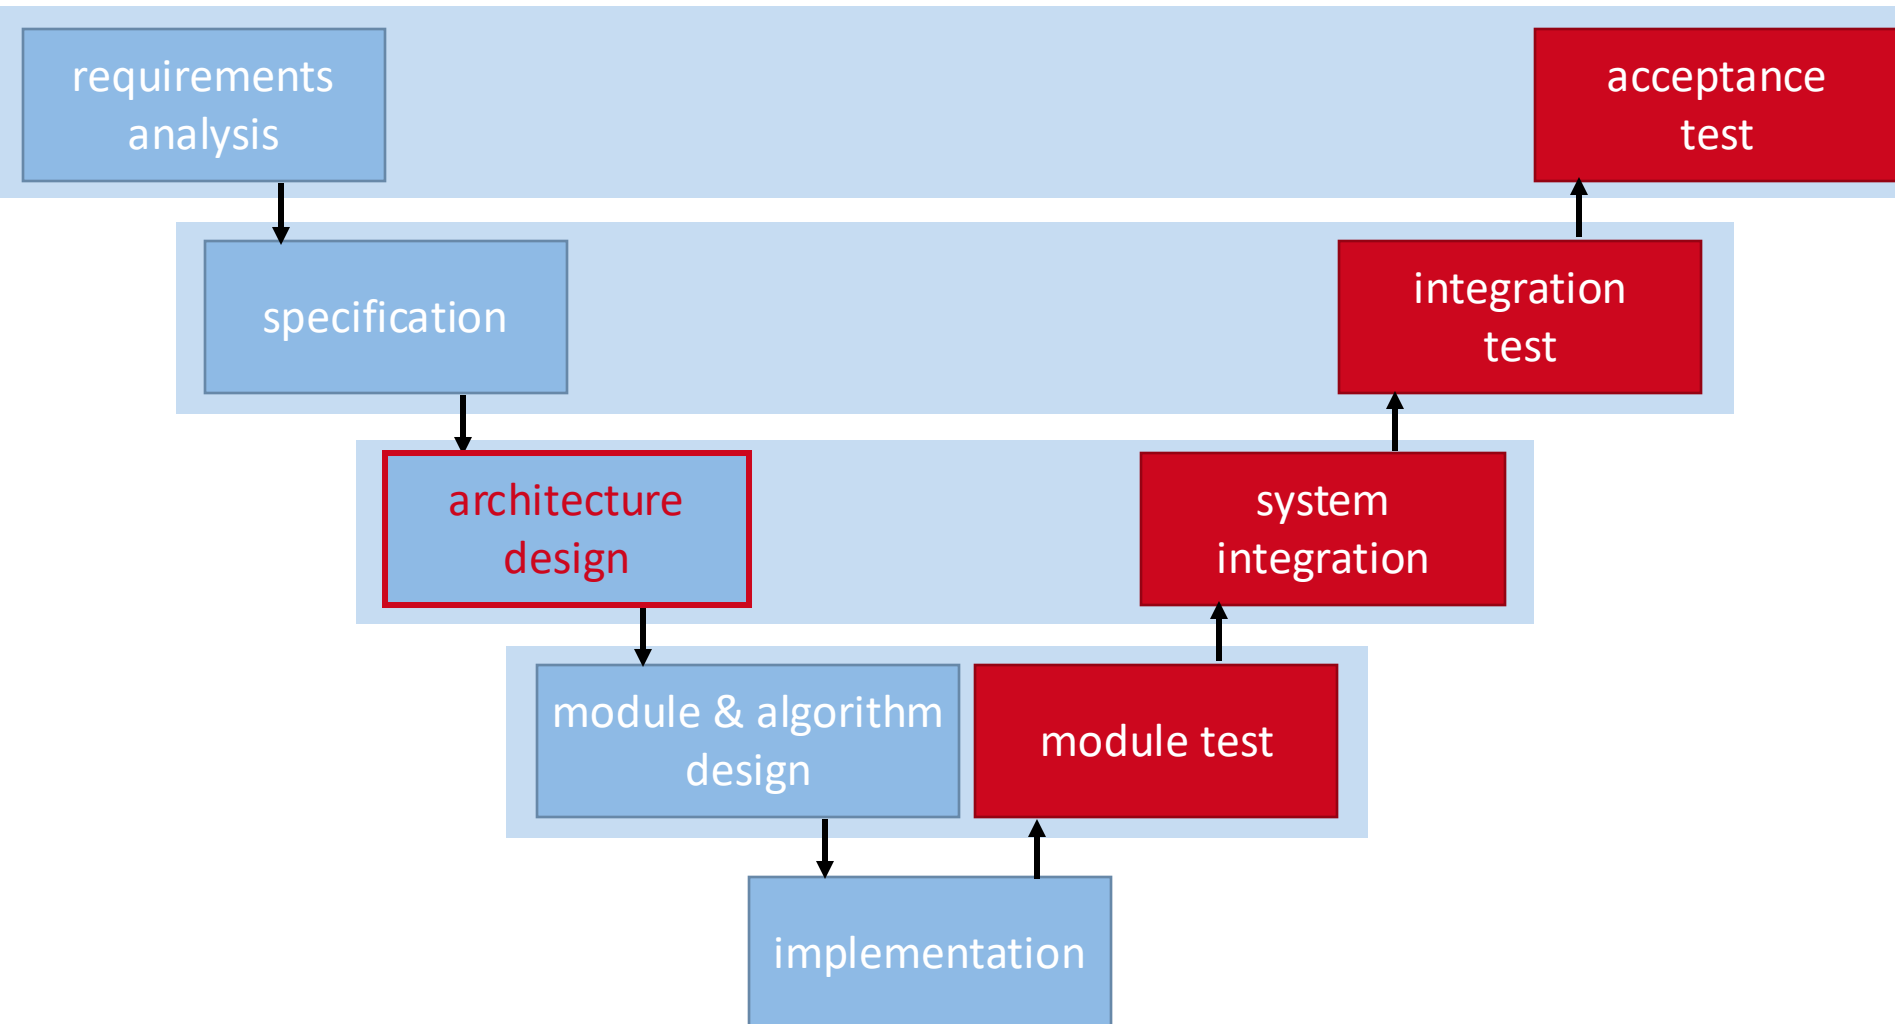 requirements
analysis
acceptance
test
specification
integration
test
architecture
design
system
integration
module & algorithm
design
module test
implementation